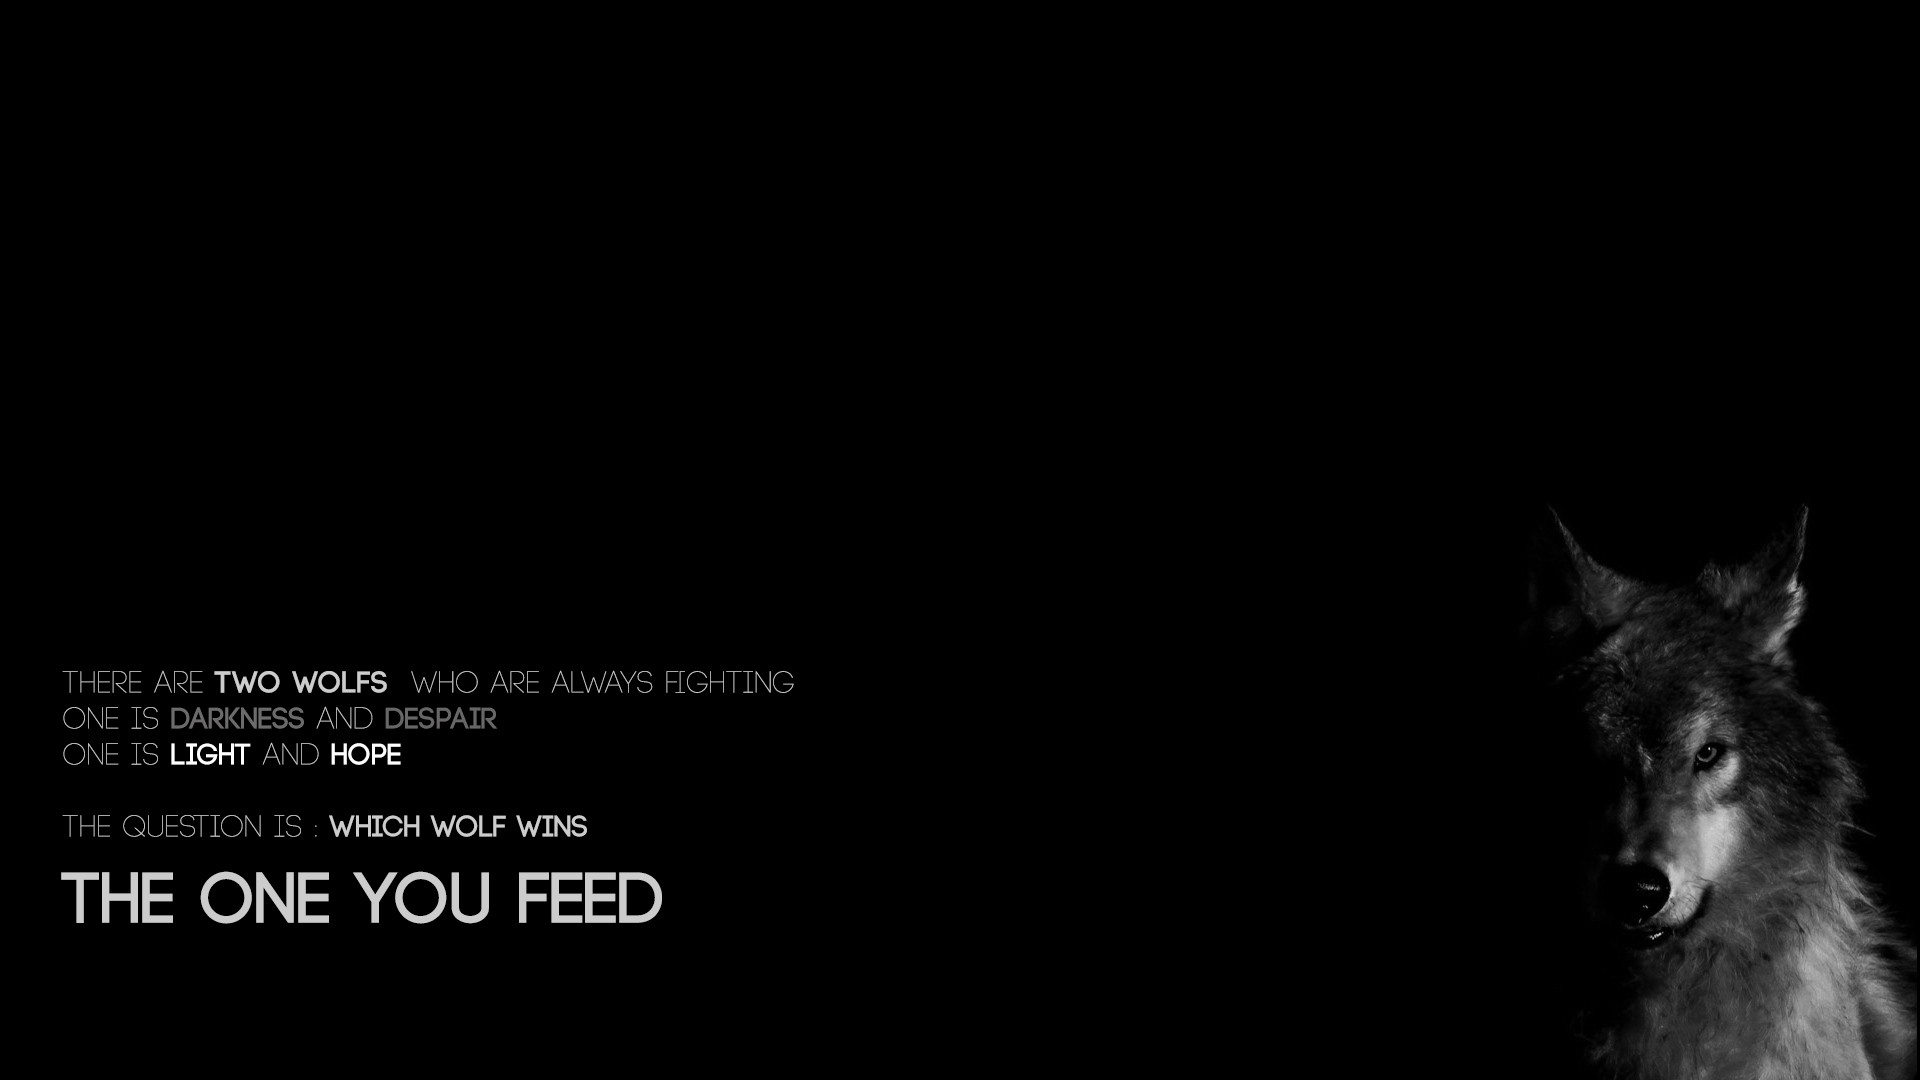 THERE ARE TWO WOLFS WHO ARE ALWAYS FIGHTING
ONE IS DARKNESS AND DESPAIR
ONE IS LIGHT AND HOPE
THE QUESTION IS : WHICH WOLF WINS
THE ONE YOU FEED